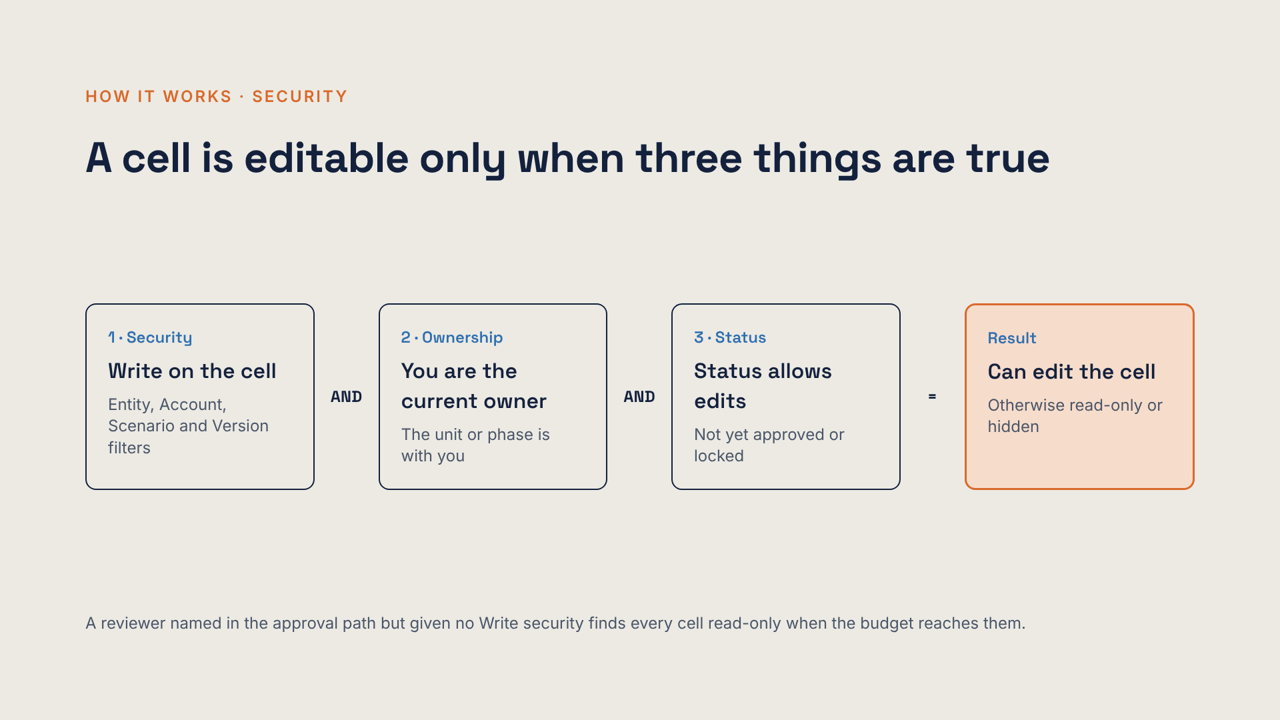 HOW IT WORKS · SECURITY
A cell is editable only when three things are true
1 · Security
Write on the cell
Entity, Account,
Scenario and Version
filters
AND
2 · Ownership
You are the
current owner
The unit or phase is
with you
AND
3 · Status
Status allows
edits
Not yet approved or
locked
=
Result
Can edit the cell
Otherwise read-only or
hidden
A reviewer named in the approval path but given no Write security finds every cell read-only when the budget reaches them.